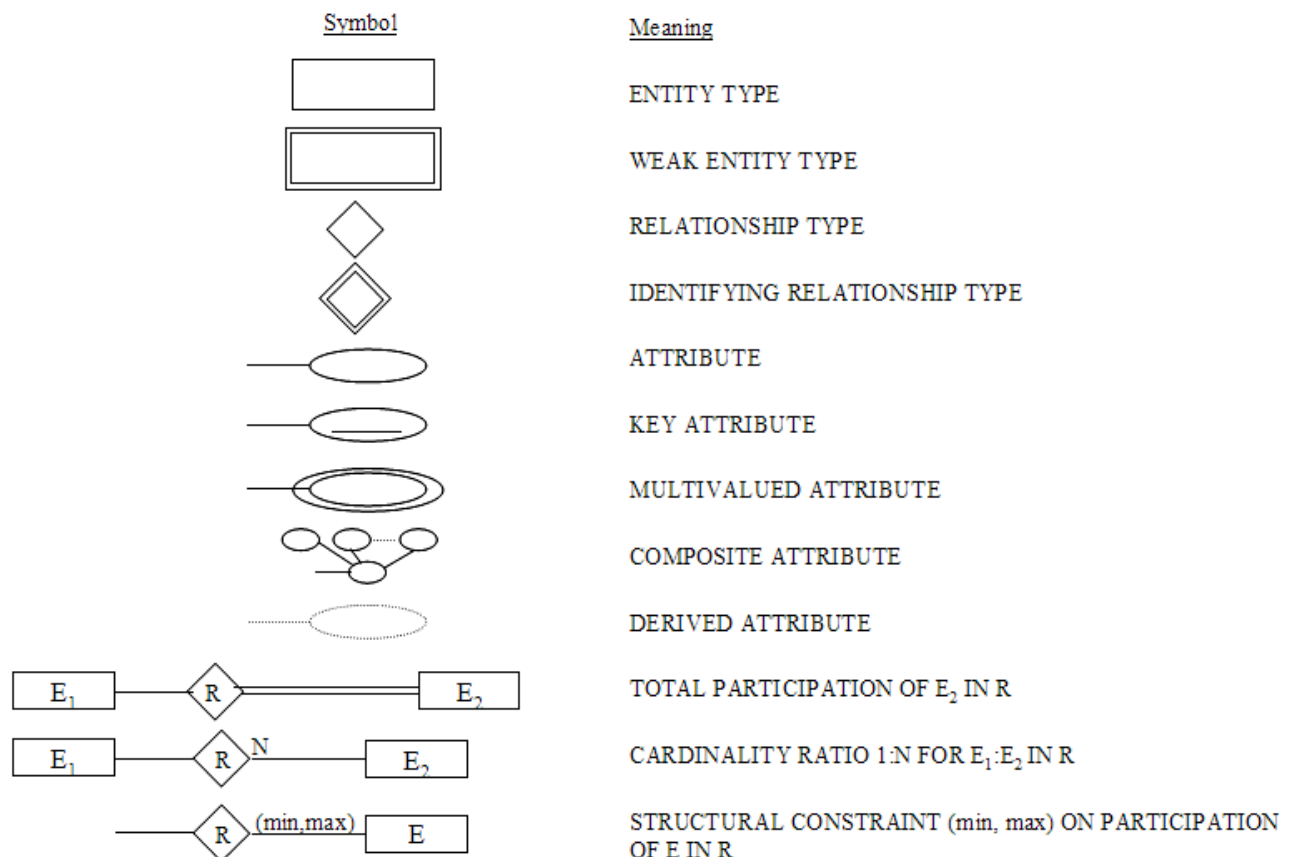 Symbol Meaning
ENTITY TYPE
WEAK ENTITY TYPE
RELATIONSHIP TYPE
IDENTIFYING RELATIONSHIP TYPE
ATTRIBUTE
KEY ATTRIBUTE
MULTIVALUED ATTRIBUTE
COMPOSITE ATTRIBUTE
DERIVED ATTRIBUTE
E₁ R E₂ TOTAL PARTICIPATION OF E₂ IN R
E₁ R N E₂ CARDINALITY RATIO 1:N FOR E₁:E₂ IN R
R (min,max) E STRUCTURAL CONSTRAINT (min, max) ON PARTICIPATION
OF E IN R